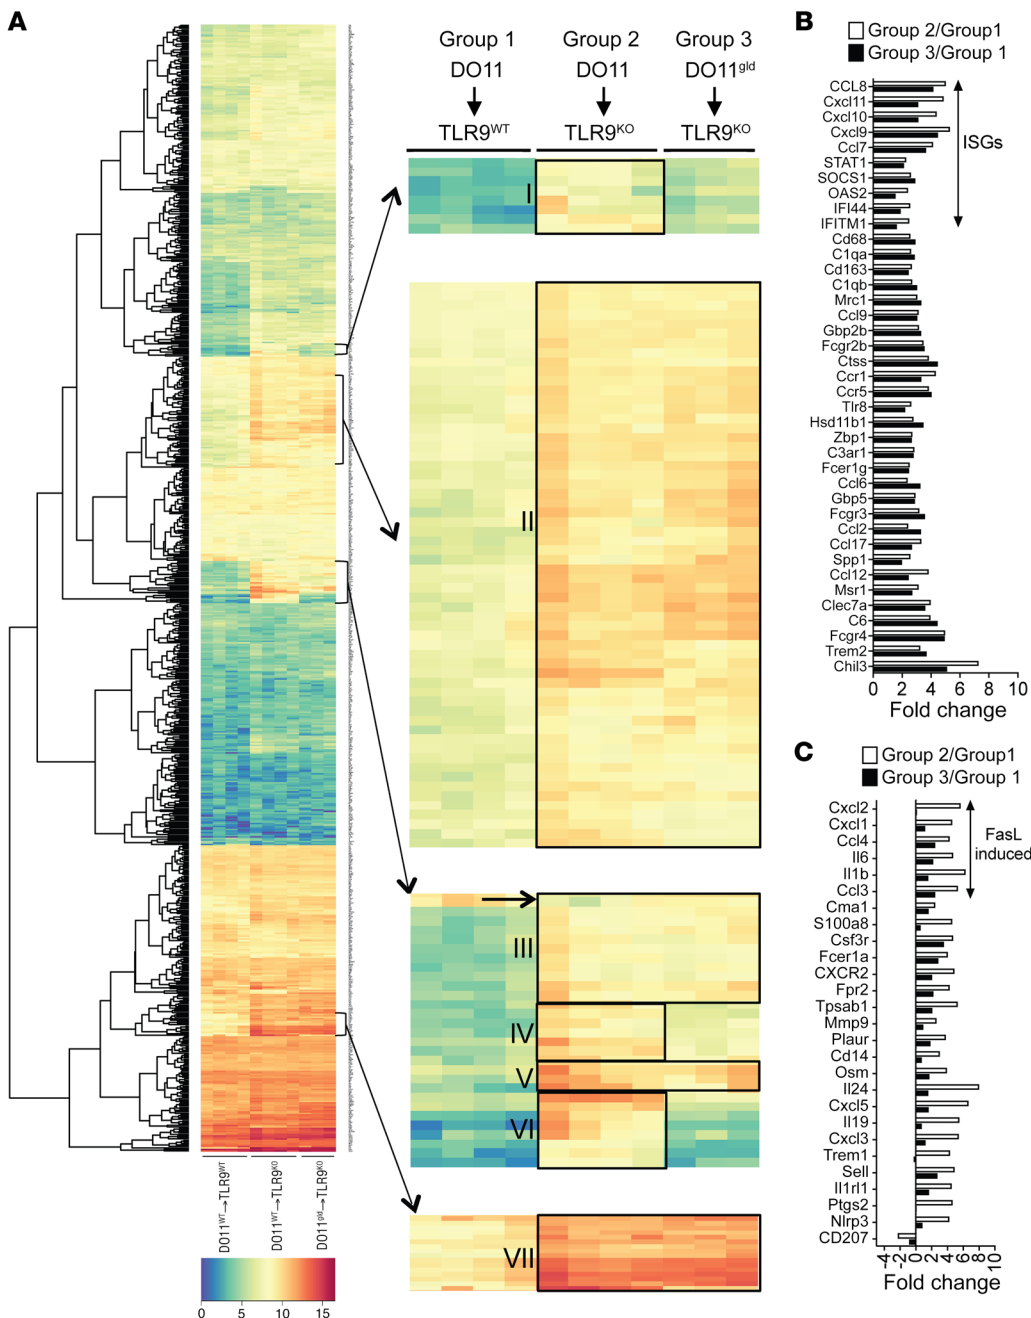 A
Group 1
DO11
TLR9WT
Group 2
DO11
TLR9KO
Group 3
DO11gld
TLR9KO
I
II
III
IV
V
VI
VII
DO11WT→TLR9WT
DO11WT→TLR9KO
DO11gld→TLR9KO
0 5 10 15
B
Group 2/Group1
Group 3/Group 1
CCL8
Cxcl11
Cxcl10
Cxcl9
Ccl7
STAT1
SOCS1
OAS2
IFI44
IFITM1
Cd68
C1qa
Cd163
C1qb
Mrc1
Ccl9
Gbp2b
Fcgr2b
Ctss
Ccr1
Ccr5
Tlr8
Hsd11b1
Zbp1
C3ar1
Fcer1g
Ccl6
Gbp5
Fcgr3
Ccl2
Ccl17
Spp1
Ccl12
Msr1
Clec7a
C6
Fcgr4
Trem2
Chil3
ISGs
0 2 4 6 8 10
Fold change
C
Group 2/Group1
Group 3/Group 1
Cxcl2
Cxcl1
Ccl4
Il6
Il1b
Ccl3
Cma1
S100a8
Csf3r
Fcer1a
CXCR2
Fpr2
Tpsab1
Mmp9
Plaur
Cd14
Osm
Il24
Cxcl5
Il19
Cxcl3
Trem1
Sell
Il1rl1
Ptgs2
Nlrp3
CD207
FasL
induced
-4 -2 0 2 4 6 8 10
Fold change